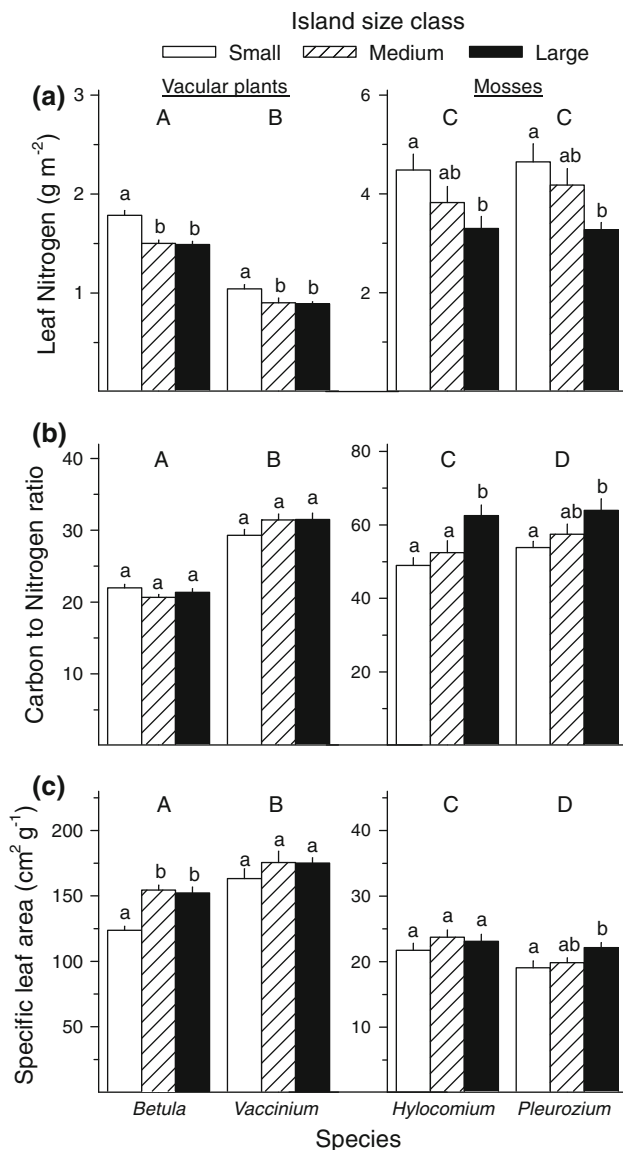 Island size class
Small Medium Large
(a)
Vacular plants Mosses
3 6
A B C C
a a
a ab ab
2 4
b b b b
a b b
1 2
Leaf Nitrogen (g m⁻²)
(b)
40 80
A B C D
a a a b b
30 60
a a ab
a a a
20 40
10 20
Carbon to Nitrogen ratio
(c)
A B C D
200 40
a a a
b b
150 30
a a a a b
a ab
100 20
50 10
Specific leaf area (cm² g⁻¹)
Betula Vaccinium Hylocomium Pleurozium
Species